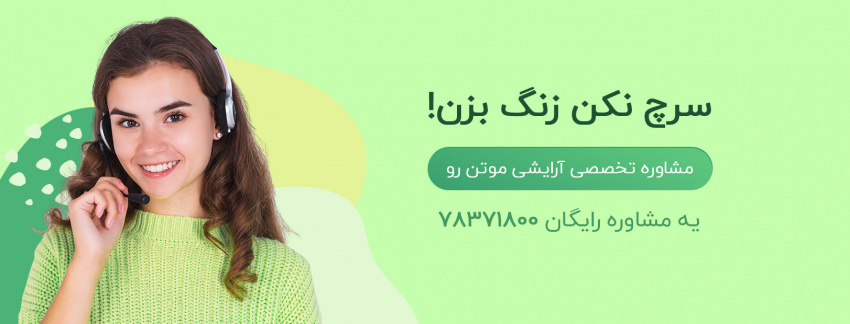 سرچ نکن زنگ بزن!
مشاوره تخصصی آرایشی موتن رو
یه مشاوره رایگان ۷۸۳۷۱۸۰۰